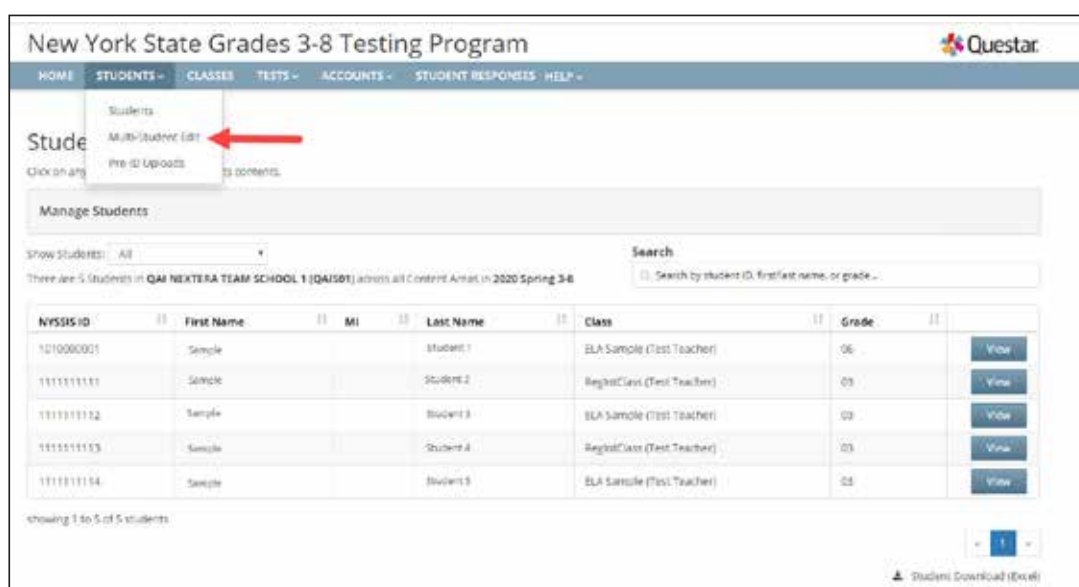 New York State Grades 3-8 Testing Program
Questar
HOME STUDENTS CLASSES TESTS ACCOUNTS STUDENT RESPONSES HELP
Students
Multi-Student Edit
Pre-ID Uploads
Stude
Click on any ts contents.
Manage Students
Show Students: All
Search
There are 5 Students in QAI NEXTERA TEAM SCHOOL 1 (QAIS01) across all Content Areas in 2020 Spring 3-8
Search by student ID, first/last name, or grade
NYSSIS ID First Name MI Last Name Class Grade
Sample Student 1 ELA Sample (Test Teacher) 06 View
1111111111 Sample Student 2 (Test Teacher) 03 View
1111111112 Sample Student 3 ELA Sample (Test Teacher) 03 View
1111111113 Sample Student 4 (Test Teacher) 03 View
1111111114 Sample Student 5 ELA Sample (Test Teacher) 03 View
showing 1 to 5 of 5 students
1
Student Download (Excel)